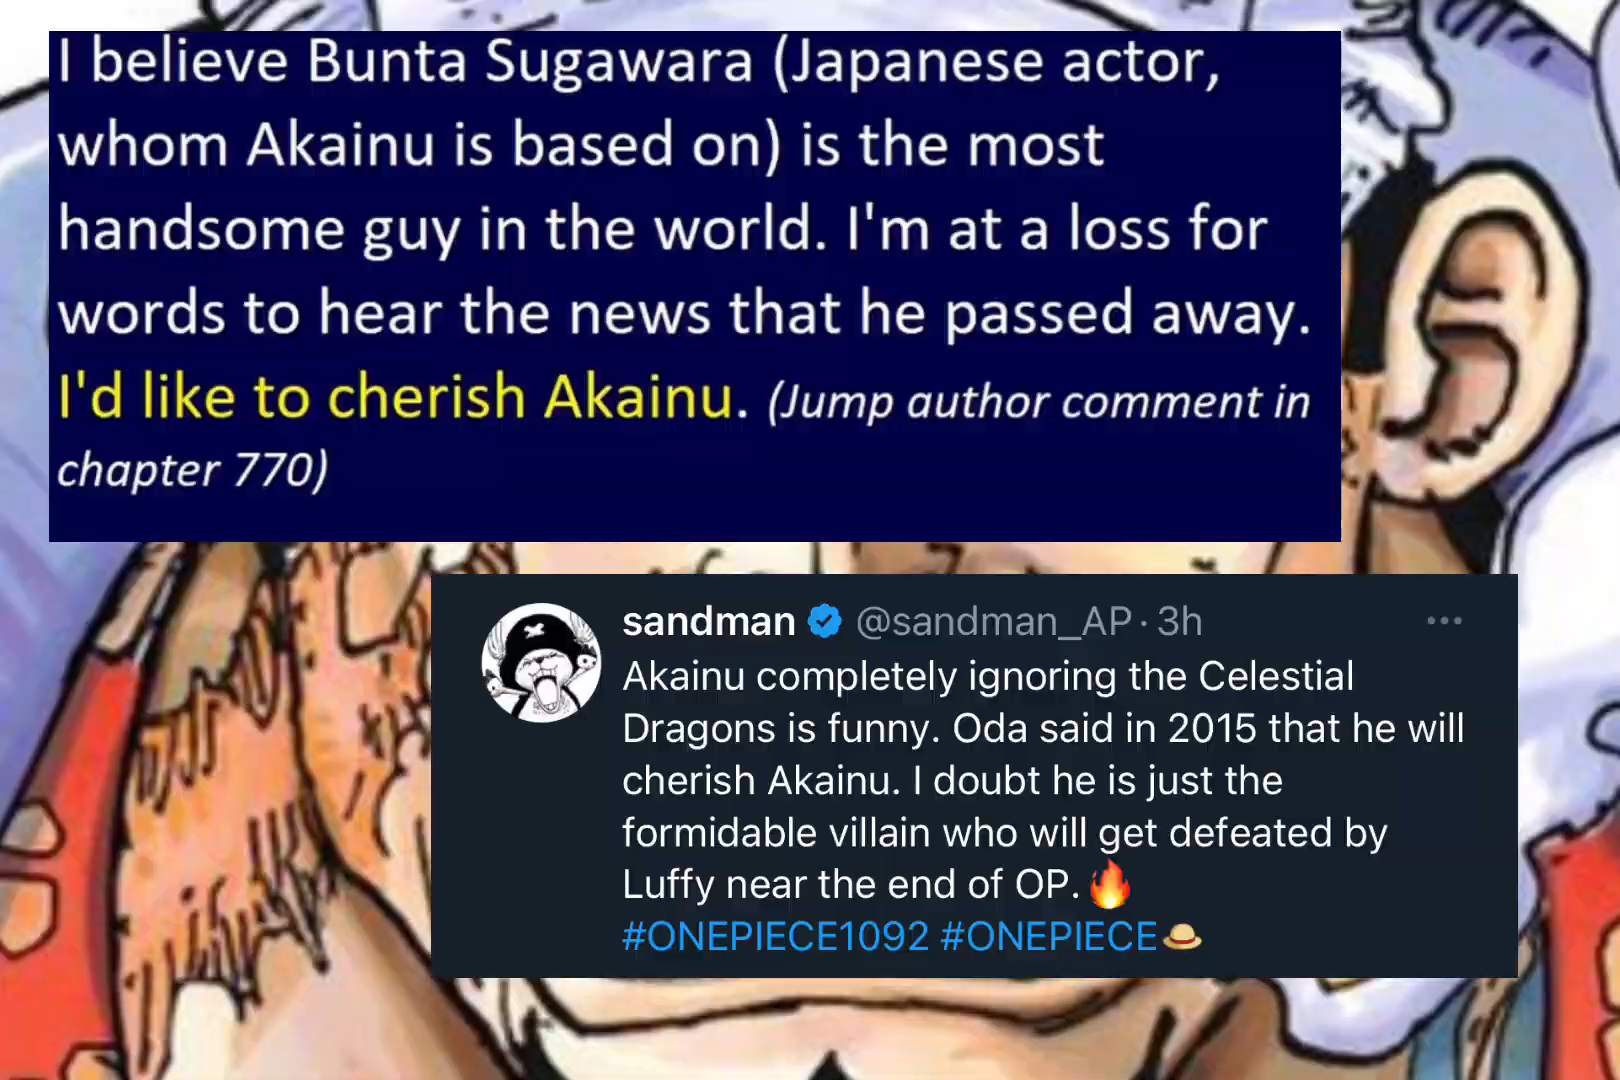 I believe Bunta Sugawara (Japanese actor,
whom Akainu is based on) is the most
handsome guy in the world. I'm at a loss for
words to hear the news that he passed away.
I'd like to cherish Akainu. (Jump author comment in
chapter 770)
sandman @sandman_AP · 3h
Akainu completely ignoring the Celestial
Dragons is funny. Oda said in 2015 that he will
cherish Akainu. I doubt he is just the
formidable villain who will get defeated by
Luffy near the end of OP.🔥
#ONEPIECE1092 #ONEPIECE👒